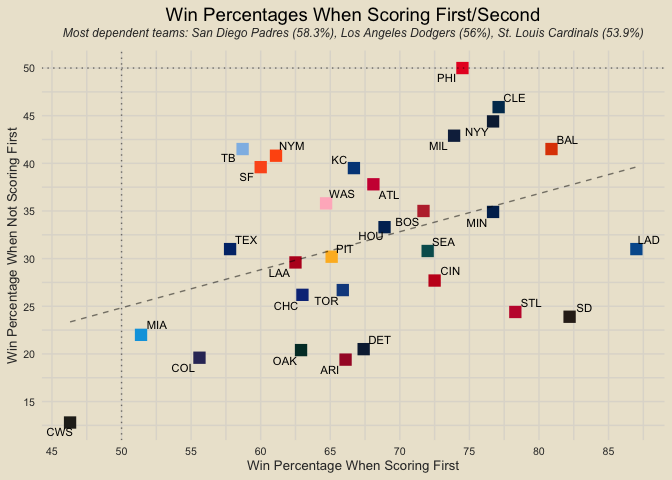 Win Percentages When Scoring First/Second
Most dependent teams: San Diego Padres (58.3%), Los Angeles Dodgers (56%), St. Louis Cardinals (53.9%)
Win Percentage When Not Scoring First
50
45
40
35
30
25
20
15
PHI
CLE
NYY
MIL
BAL
TB
NYM
SF
KC
ATL
WAS
BOS
MIN
HOU
TEX
PIT
SEA
LAD
LAA
CIN
CHC
TOR
STL
SD
MIA
COL
OAK
DET
ARI
CWS
45 50 55 60 65 70 75 80 85
Win Percentage When Scoring First